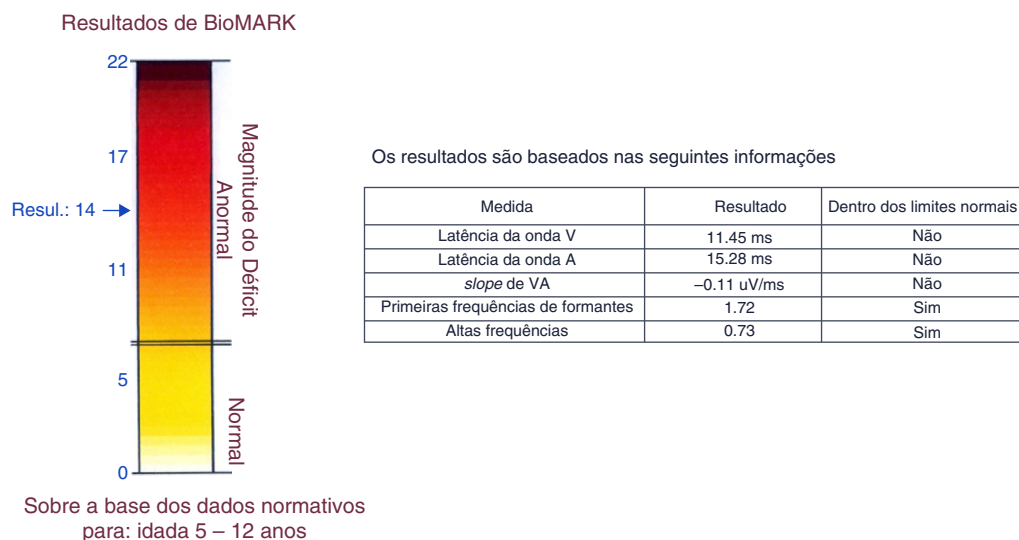 Resultados de BioMARK
22
17
Resul.: 14
11
5
0
Magnitude do Déficit
Anormal
Normal
Sobre a base dos dados normativos
para: idada 5 – 12 anos
Os resultados são baseados nas seguintes informações
Medida Resultado Dentro dos limites normais
Latência da onda V 11.45 ms Não
Latência da onda A 15.28 ms Não
slope de VA –0.11 uV/ms Não
Primeiras frequências de formantes 1.72 Sim
Altas frequências 0.73 Sim